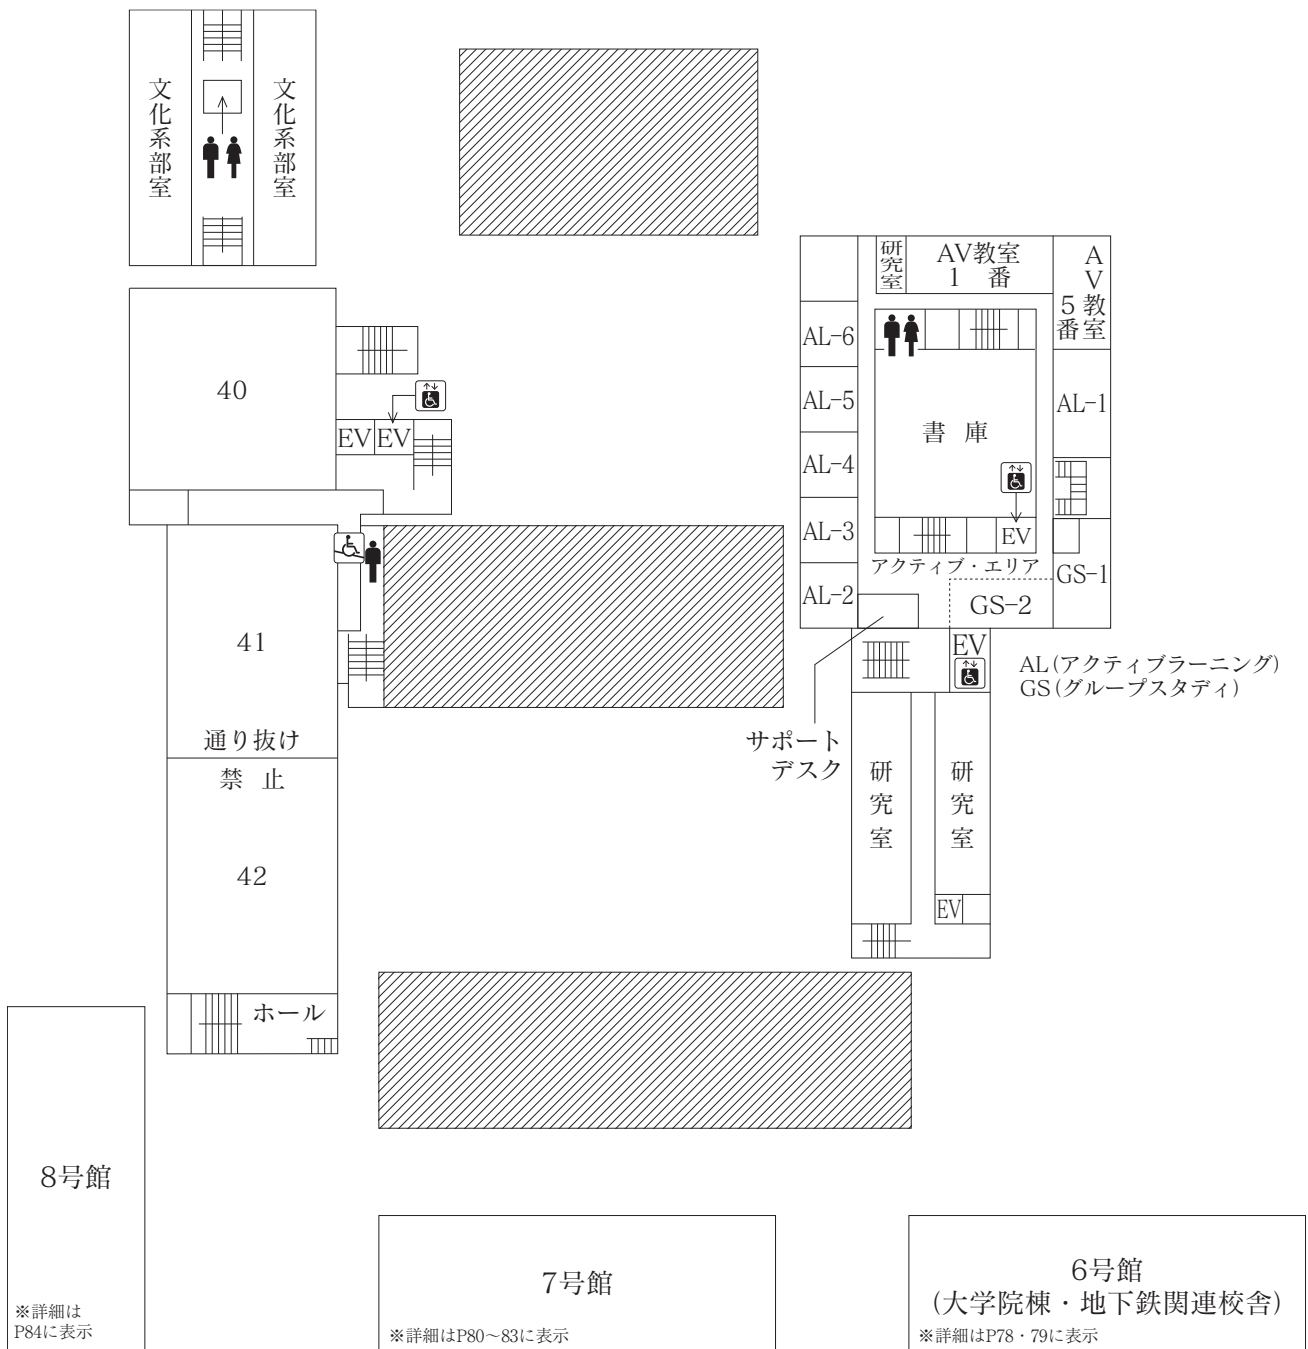 文化系部室
文化系部室
研究室
AV教室
1 番
AV教室
5番
40
EV
EV
AL-6
AL-5
AL-4
AL-3
AL-2
書 庫
AL-1
EV
アクティブ・エリア
GS-1
GS-2
EV
AL(アクティブラーニング)
GS(グループスタディ)
サポート
デスク
41
通り抜け
禁 止
42
研究室
研究室
EV
ホール
8号館
※詳細は
P84に表示
7号館
※詳細はP80～83に表示
6号館
(大学院棟・地下鉄関連校舎)
※詳細はP78・79に表示